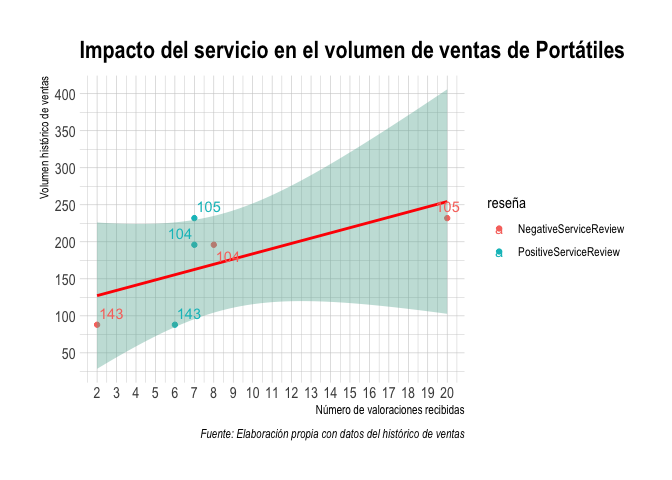 Impacto del servicio en el volumen de ventas de Portátiles
Volumen histórico de ventas
400
350
300
250
200
150
100
50
105
105
104
104
143
143
2 3 4 5 6 7 8 9 10 11 12 13 14 15 16 17 18 19 20
Número de valoraciones recibidas
reseña
a NegativeServiceReview
a PositiveServiceReview
Fuente: Elaboración propia con datos del histórico de ventas